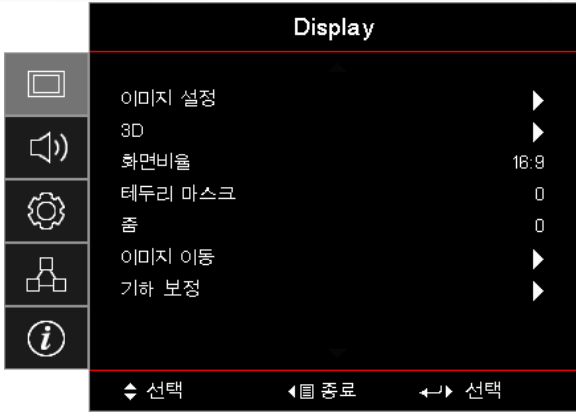 Display
이미지 설정
3D
화면비율 16:9
테두리 마스크 0
줌 0
이미지 이동
기하 보정
선택 종료 선택